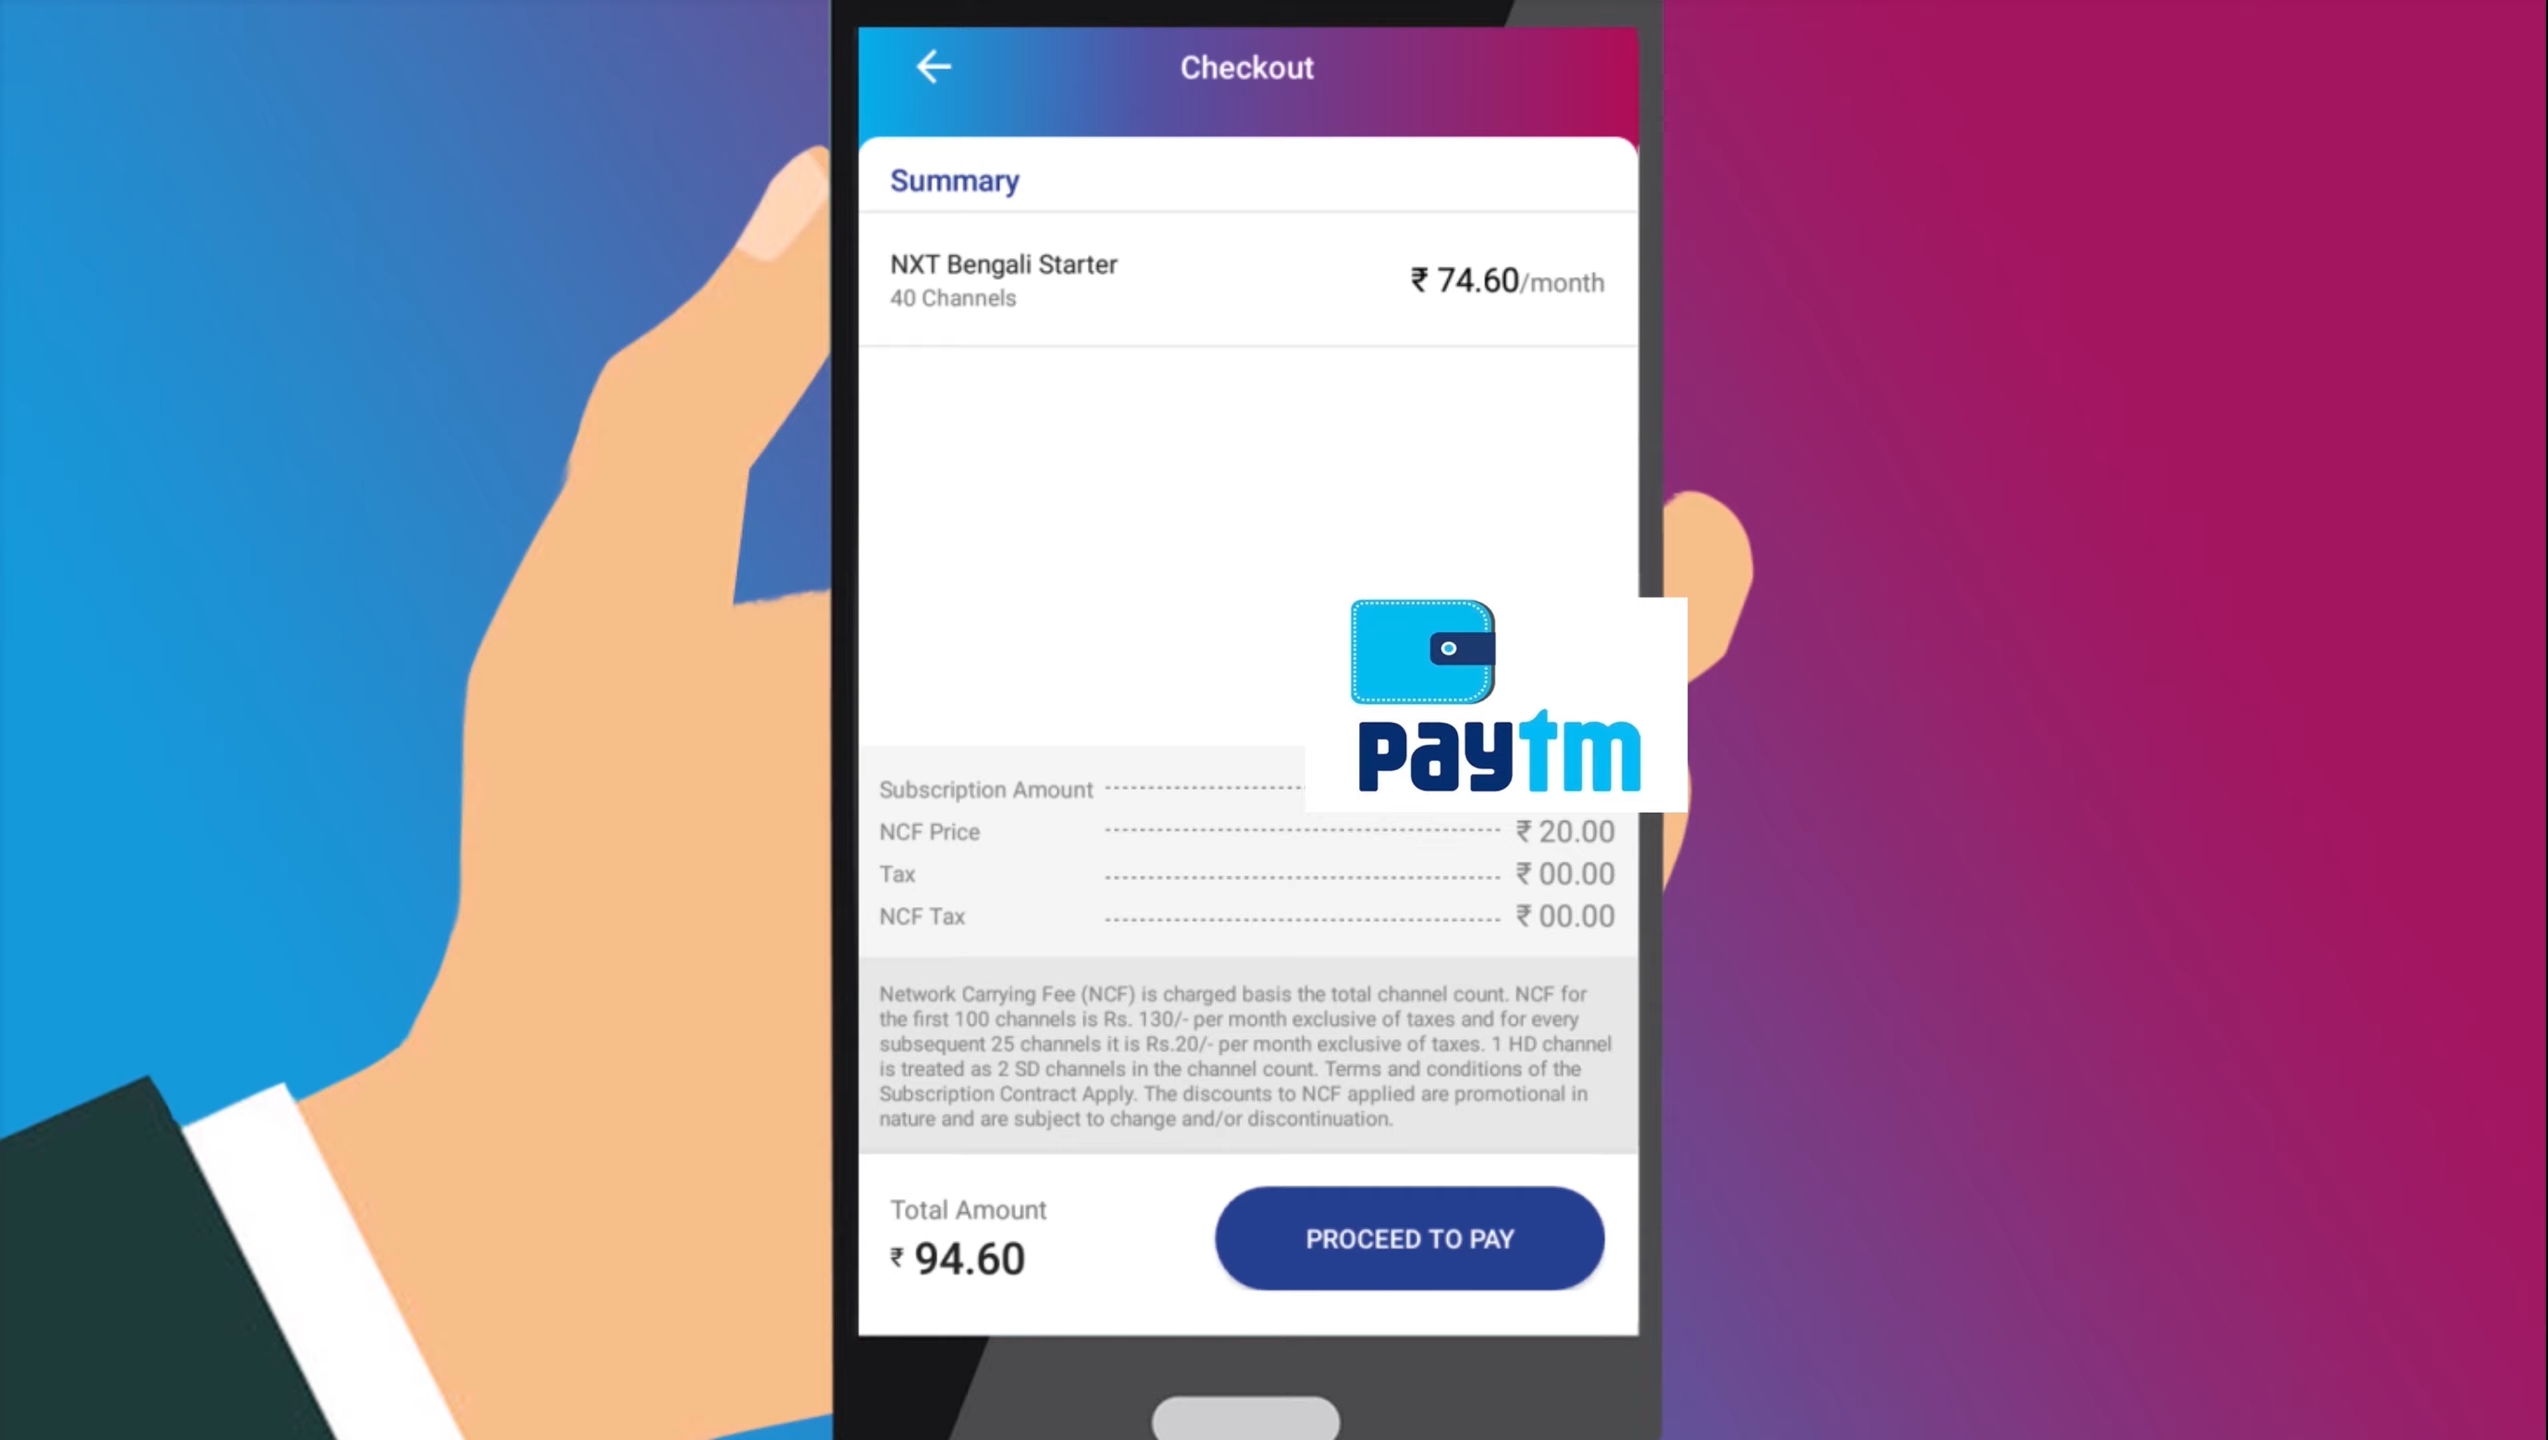 Checkout
Summary
NXT Bengali Starter
40 Channels
₹ 74.60/month
paytm
Subscription Amount
NCF Price ₹ 20.00
Tax ₹ 00.00
NCF Tax ₹ 00.00
Network Carrying Fee (NCF) is charged basis the total channel count. NCF for
the first 100 channels is Rs. 130/- per month exclusive of taxes and for every
subsequent 25 channels it is Rs.20/- per month exclusive of taxes. 1 HD channel
is treated as 2 SD channels in the channel count. Terms and conditions of the
Subscription Contract Apply. The discounts to NCF applied are promotional in
nature and are subject to change and/or discontinuation.
Total Amount
₹ 94.60
PROCEED TO PAY